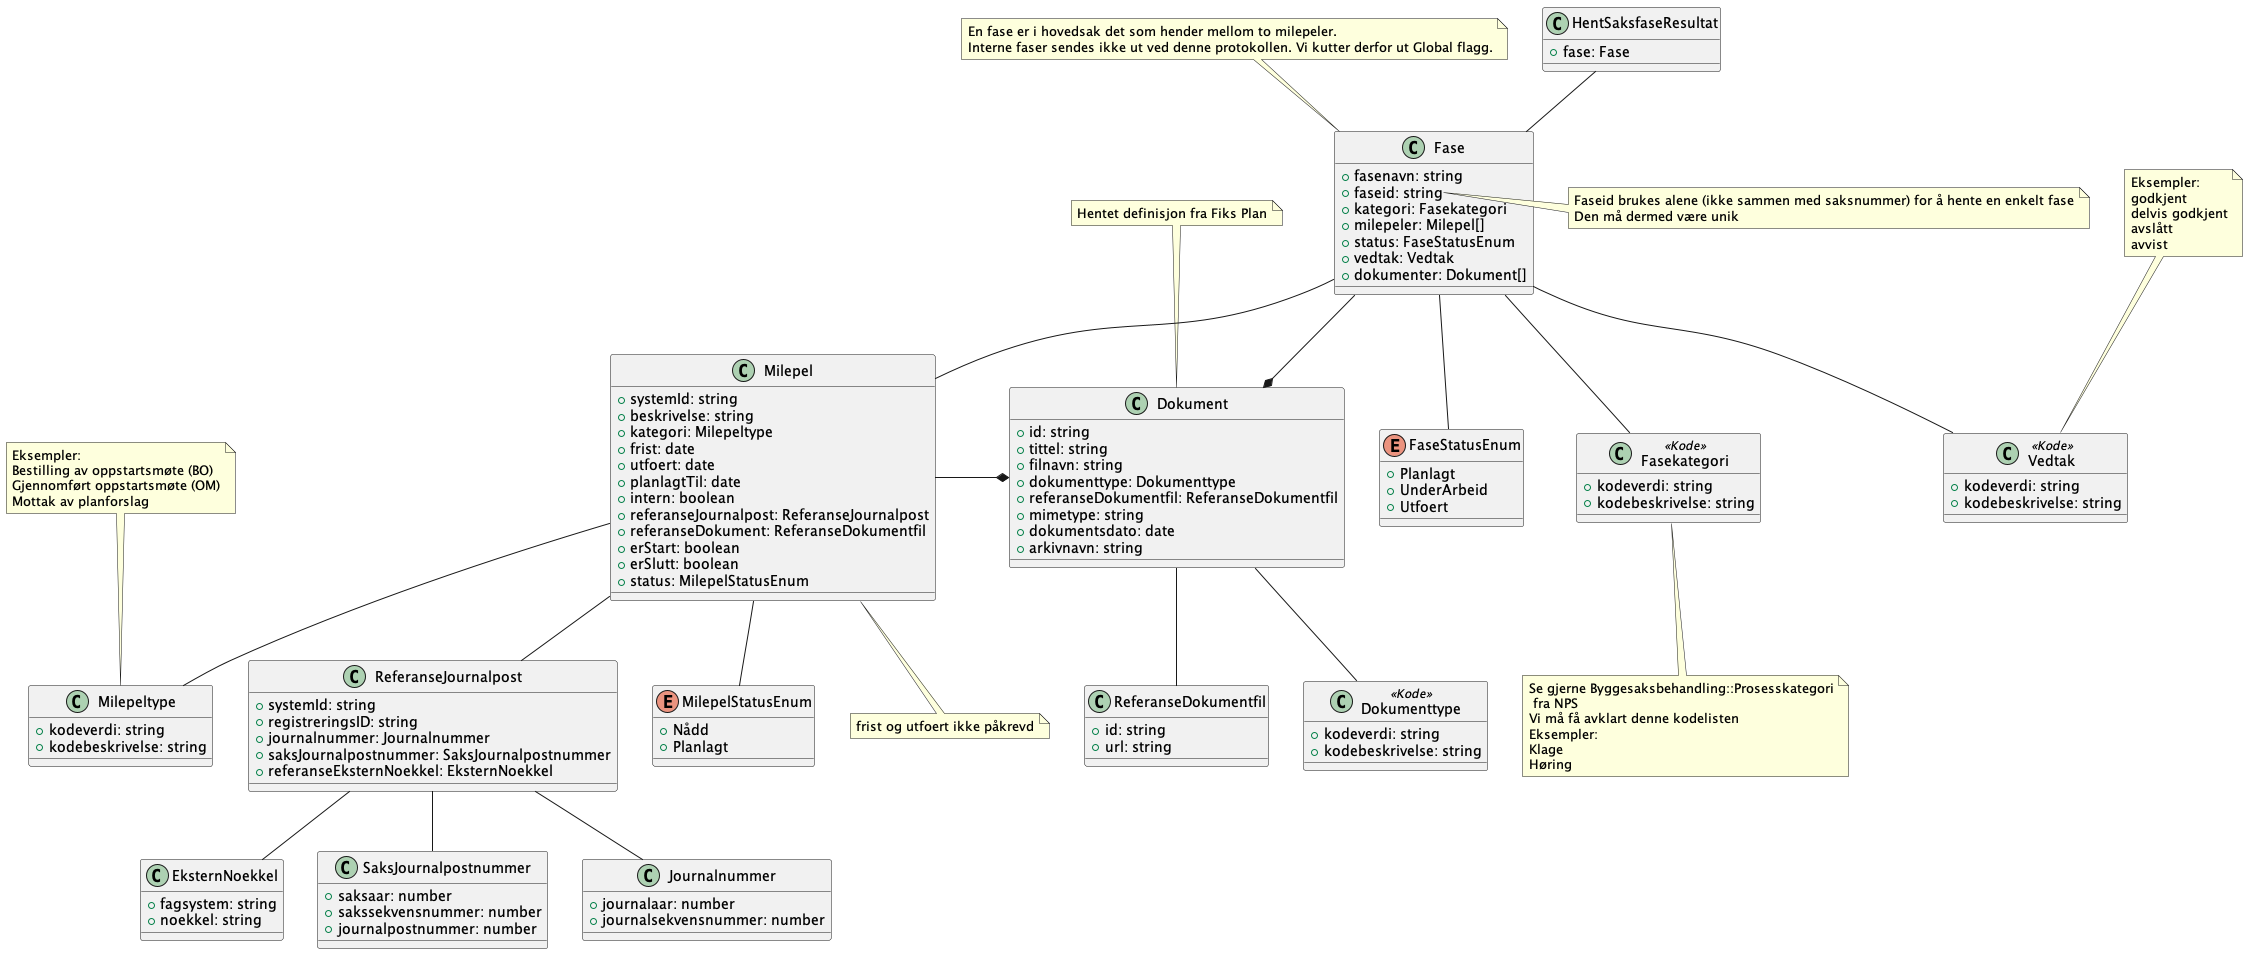 En fase er i hovedsak det som hender mellom to milepeler.
Interne faser sendes ikke ut ved denne protokollen. Vi kutter derfor ut Global flagg.
C HentSaksfaseResultat
fase: Fase
C Fase
fasenavn: string
faseid: string
kategori: Fasekategori
milepeler: Milepel[]
status: FaseStatusEnum
vedtak: Vedtak
dokumenter: Dokument[]
Faseid brukes alene (ikke sammen med saksnummer) for å hente en enkelt fase
Den må dermed være unik
Eksempler:
godkjent
delvis godkjent
avslått
avvist
Hentet definisjon fra Fiks Plan
C Milepel
systemId: string
beskrivelse: string
kategori: Milepeltype
frist: date
utfoert: date
planlagtTil: date
intern: boolean
referanseJournalpost: ReferanseJournalpost
referanseDokument: ReferanseDokumentfil
erStart: boolean
erSlutt: boolean
status: MilepelStatusEnum
C Dokument
id: string
tittel: string
filnavn: string
dokumenttype: Dokumenttype
referanseDokumentfil: ReferanseDokumentfil
mimetype: string
dokumentsdato: date
arkivnavn: string
E FaseStatusEnum
Planlagt
UnderArbeid
Utfoert
C «Kode»
Fasekategori
kodeverdi: string
kodebeskrivelse: string
C «Kode»
Vedtak
kodeverdi: string
kodebeskrivelse: string
Eksempler:
Bestilling av oppstartsmøte (BO)
Gjennomført oppstartsmøte (OM)
Mottak av planforslag
C Milepeltype
kodeverdi: string
kodebeskrivelse: string
C ReferanseJournalpost
systemId: string
registreringsID: string
journalnummer: Journalnummer
saksJournalpostnummer: SaksJournalpostnummer
referanseEksternNoekkel: EksternNoekkel
E MilepelStatusEnum
Nådd
Planlagt
frist og utfoert ikke påkrevd
C ReferanseDokumentfil
id: string
url: string
C «Kode»
Dokumenttype
kodeverdi: string
kodebeskrivelse: string
Se gjerne Byggesaksbehandling::Prosesskategori
fra NPS
Vi må få avklart denne kodelisten
Eksempler:
Klage
Høring
C EksternNoekkel
fagsystem: string
noekkel: string
C SaksJournalpostnummer
saksaar: number
sakssekvensnummer: number
journalpostnummer: number
C Journalnummer
journalaar: number
journalsekvensnummer: number